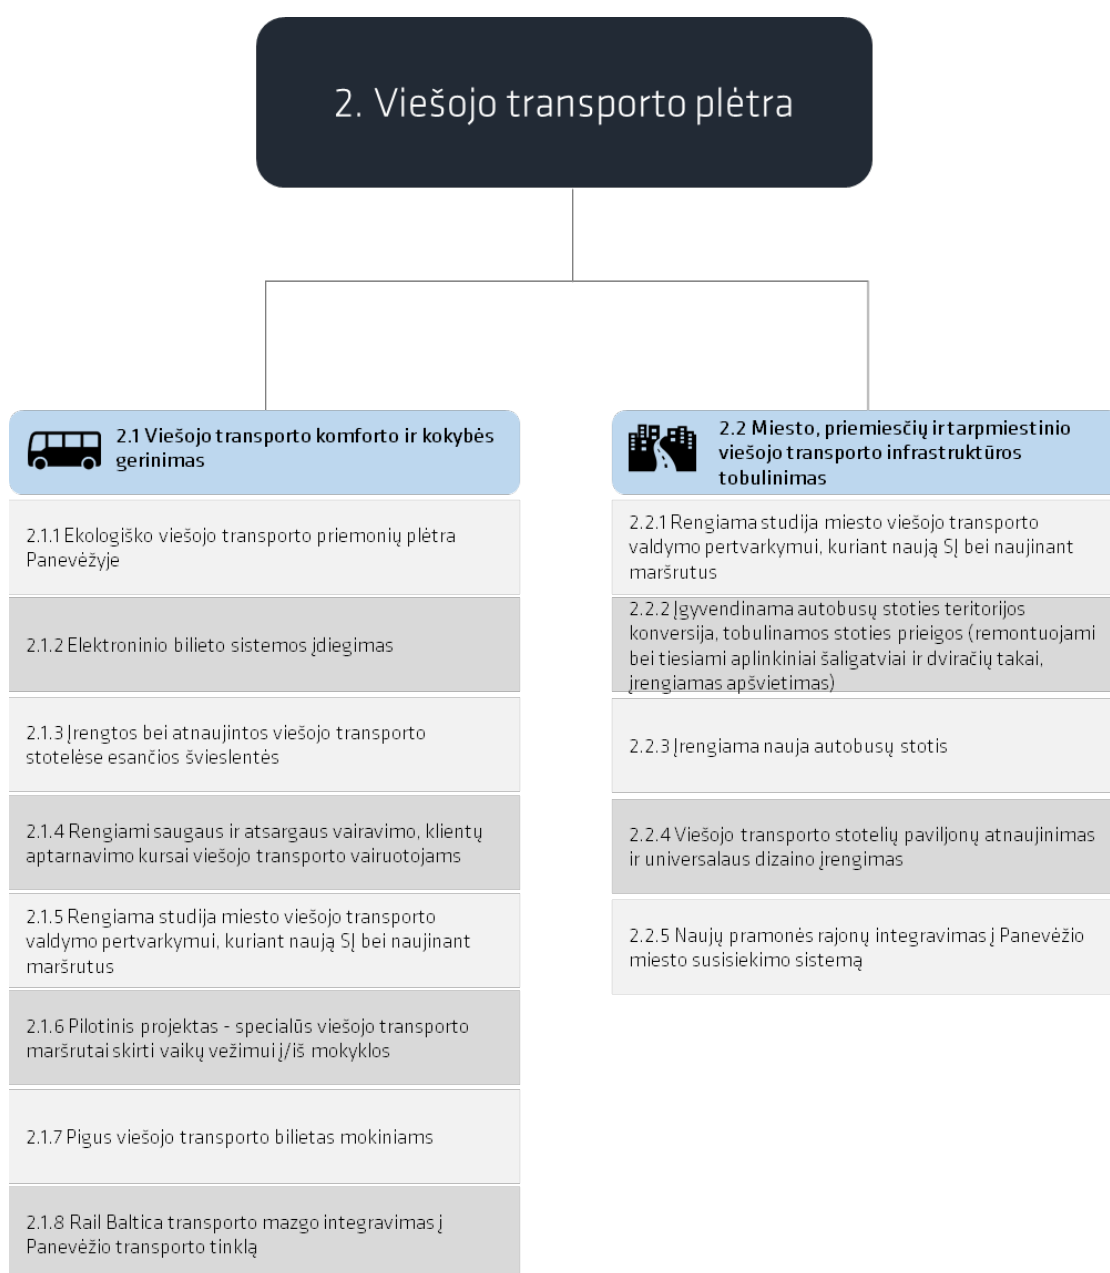 2. Viešojo transporto plėtra
2.1 Viešojo transporto komforto ir kokybės
gerinimas
2.1.1 Ekologiško viešojo transporto priemonių plėtra
Panevėžyje
2.1.2 Elektroninio bilieto sistemos įdiegimas
2.1.3 Įrengtos bei atnaujintos viešojo transporto
stotelėse esančios švieslentės
2.1.4 Rengiami saugaus ir atsargaus vairavimo, klientų
aptarnavimo kursai viešojo transporto vairuotojams
2.1.5 Rengiama studija miesto viešojo transporto
valdymo pertvarkymui, kuriant naują SĮ bei naujinant
maršrutus
2.1.6 Pilotinis projektas - specialūs viešojo transporto
maršrutai skirti vaikų vežimui į/iš mokyklos
2.1.7 Pigus viešojo transporto bilietas mokiniams
2.1.8 Rail Baltica transporto mazgo integravimas į
Panevėžio transporto tinklą
2.2 Miesto, priemiesčių ir tarpmiestinio
viešojo transporto infrastruktūros
tobulinimas
2.2.1 Rengiama studija miesto viešojo transporto
valdymo pertvarkymui, kuriant naują SĮ bei naujinant
maršrutus
2.2.2 Įgyvendinama autobusų stoties teritorijos
konversija, tobulinamos stoties prieigos (remontuojami
bei tiesiami aplinkiniai šaligatviai ir dviračių takai,
įrengiamas apšvietimas)
2.2.3 Įrengiama nauja autobusų stotis
2.2.4 Viešojo transporto stotelių paviljonų atnaujinimas
ir universalaus dizaino įrengimas
2.2.5 Naujų pramonės rajonų integravimas į Panevėžio
miesto susisiekimo sistemą